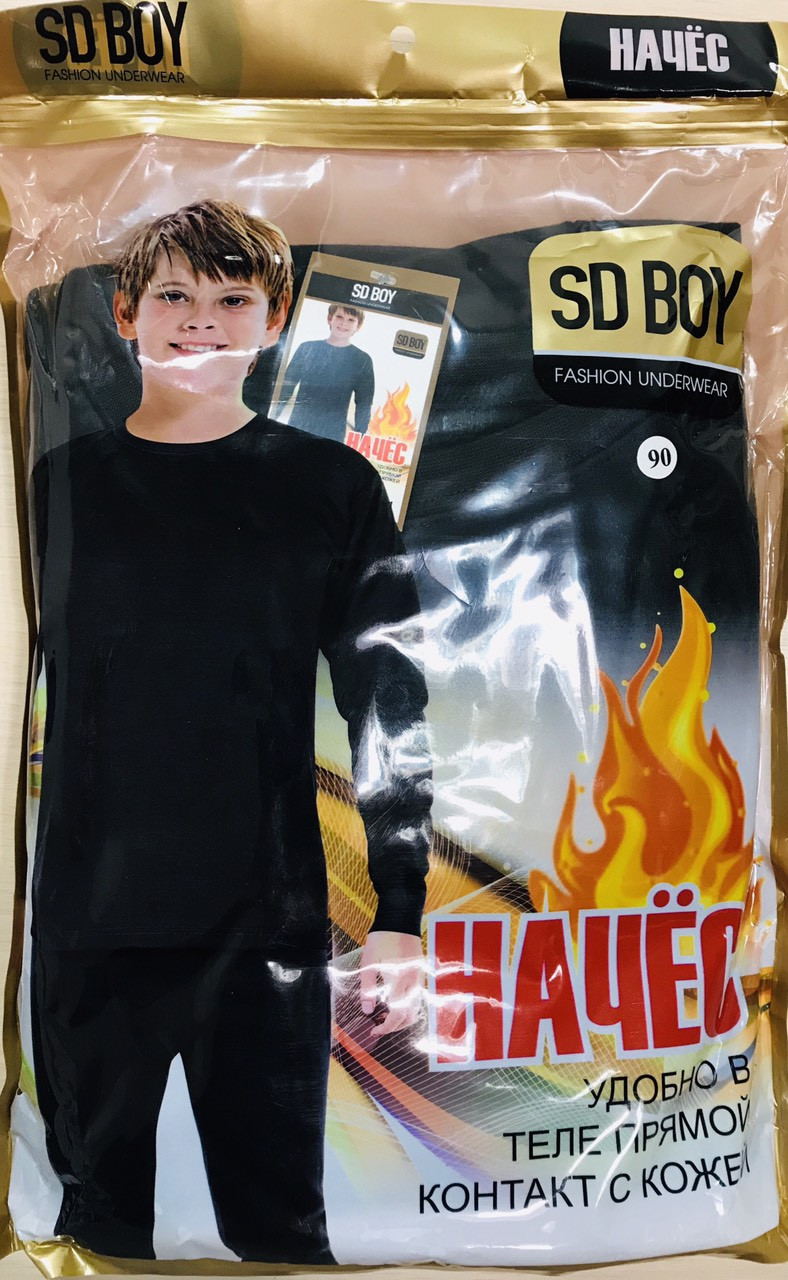 SD BOY
FASHION UNDERWEAR
НАЧЁС
SD BOY
SD BOY
НАЧЁС
УДОБНО В
SD BOY
FASHION UNDERWEAR
90
НАЧЁС
УДОБНО В
ТЕЛЕ ПРЯМОЙ
КОНТАКТ С КОЖЕЙ